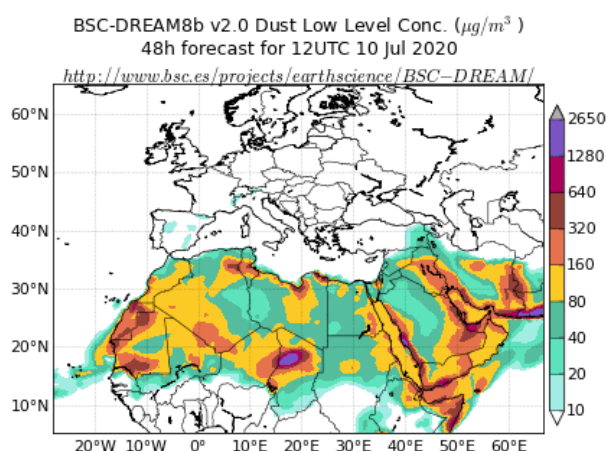 BSC-DREAM8b v2.0 Dust Low Level Conc. (μg/m³ )
48h forecast for 12UTC 10 Jul 2020
http://www.bsc.es/projects/earthscience/BSC−DREAM/
60°N
50°N
40°N
30°N
20°N
10°N
20°W 10°W 0° 10°E 20°E 30°E 40°E 50°E 60°E
2650
1280
640
320
160
80
40
20
10